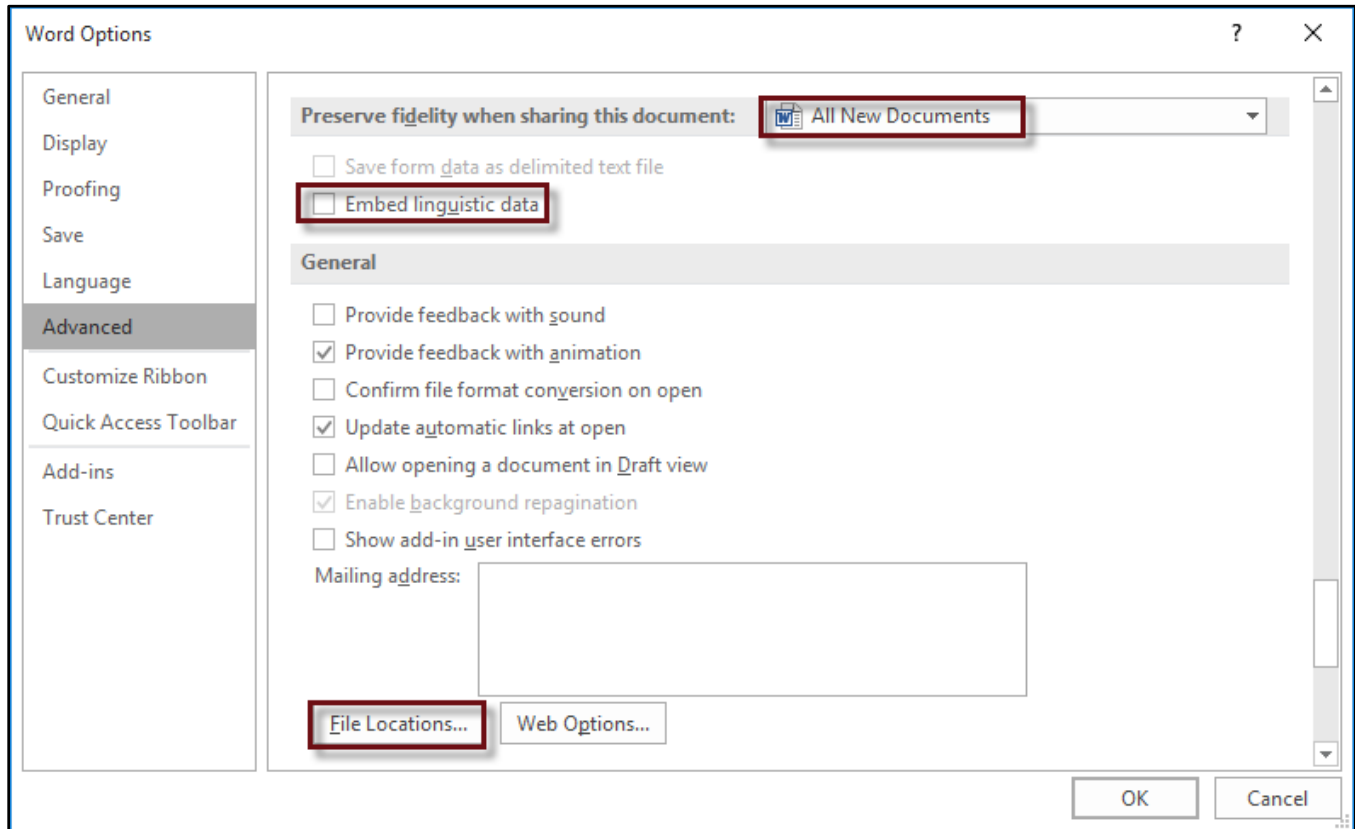 Word Options
?
General
Display
Proofing
Save
Language
Advanced
Customize Ribbon
Quick Access Toolbar
Add-ins
Trust Center
Preserve fidelity when sharing this document: All New Documents
Save form data as delimited text file
Embed linguistic data
General
Provide feedback with sound
Provide feedback with animation
Confirm file format conversion on open
Update automatic links at open
Allow opening a document in Draft view
Enable background repagination
Show add-in user interface errors
Mailing address:
File Locations... Web Options...
OK Cancel